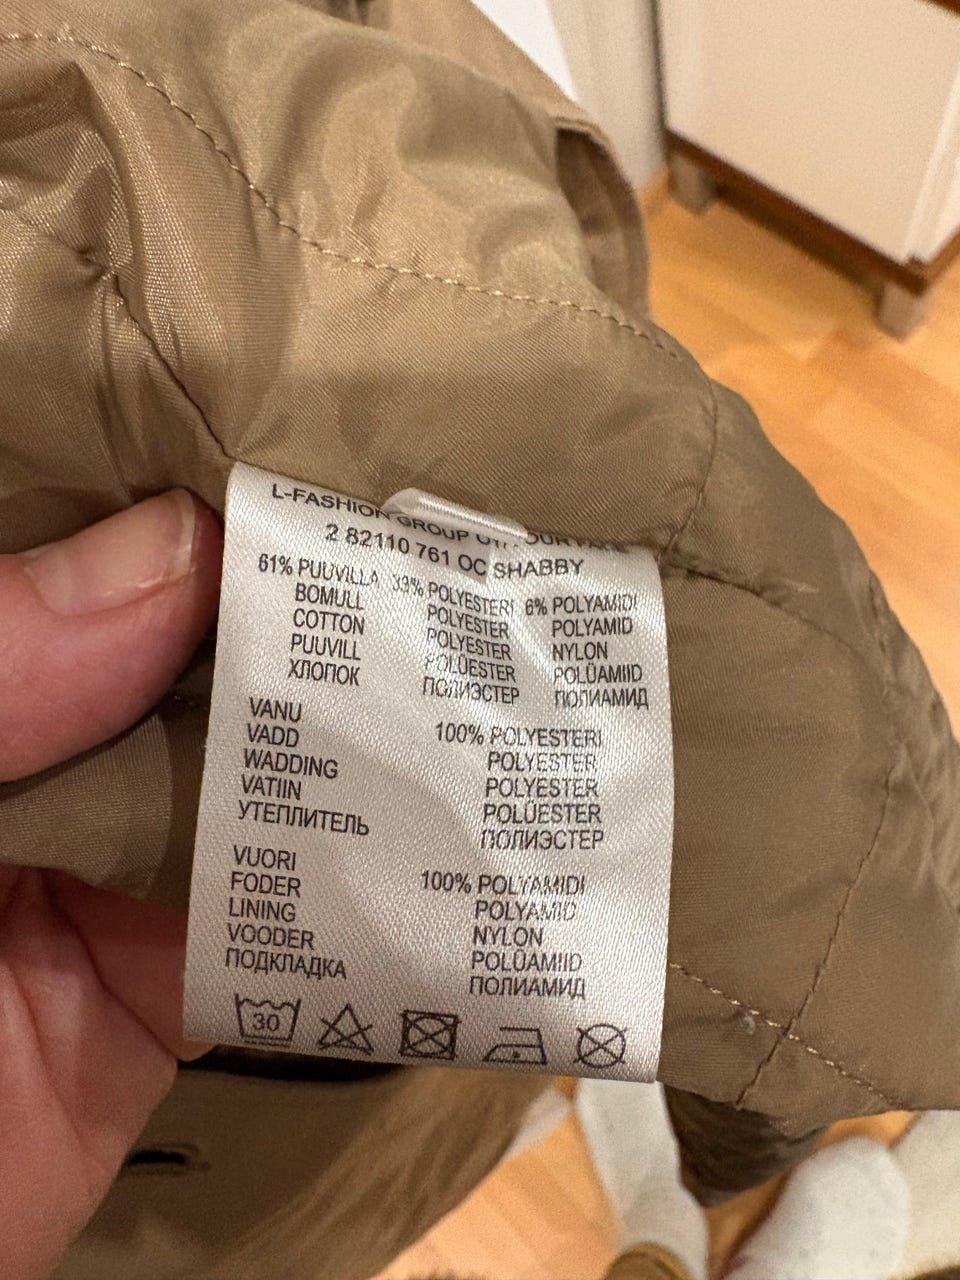 L-FASHION GROUP OY
2 82110 761 OC SHABBY
61% PUUVILLA 33% POLYESTERI 6% POLYAMIDI
BOMULL POLYESTER POLYAMID
COTTON POLYESTER NYLON
PUUVILL POLÜESTER POLÜAMIID
ХЛОПОК ПОЛИЭСТЕР ПОЛИАМИД
VANU 100% POLYESTERI
VADD POLYESTER
WADDING POLYESTER
VATIIN POLÜESTER
УТЕПЛИТЕЛЬ ПОЛИЭСТЕР
VUORI 100% POLYAMIDI
FODER POLYAMID
LINING NYLON
VOODER POLÜAMIID
ПОДКЛАДКА ПОЛИАМИД
30